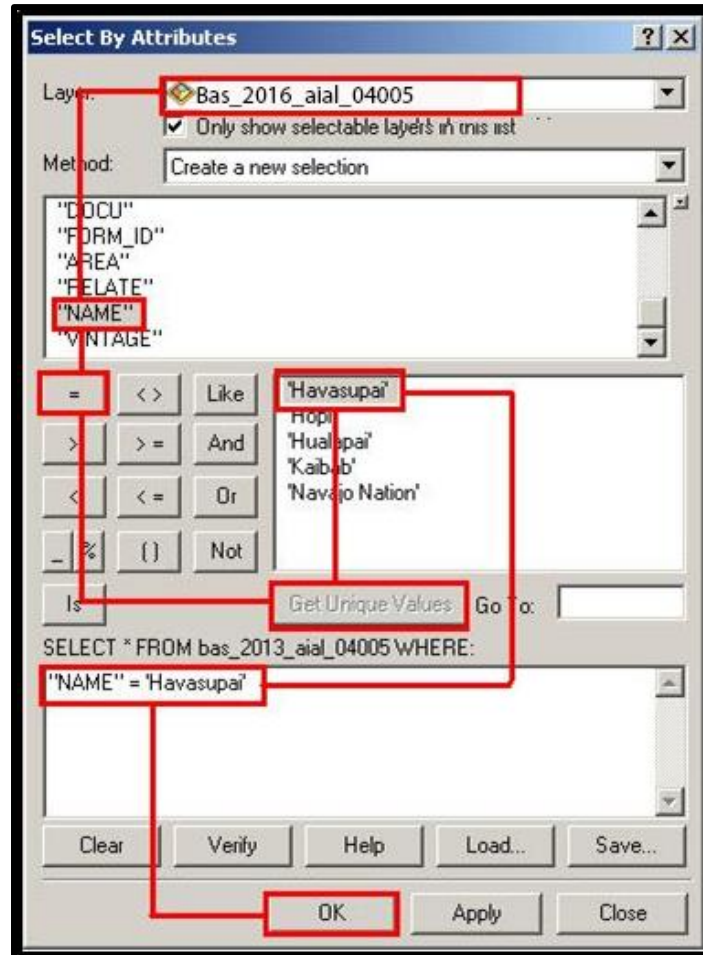 Select By Attributes
Layer: Bas_2016_aial_04005
Only show selectable layers in this list
Method: Create a new selection
"DOCU"
"FORM_ID"
"AREA"
"RELATE"
"NAME"
"VINTAGE"
= < > Like
> > = And
< < = Or
_ % ( ) Not
Is
'Havasupai'
'Hopi'
'Hualapai'
'Kaibab'
'Navajo Nation'
Get Unique Values Go To:
SELECT * FROM bas_2013_aial_04005 WHERE:
"NAME" = 'Havasupai'
Clear Verify Help Load... Save...
OK Apply Close